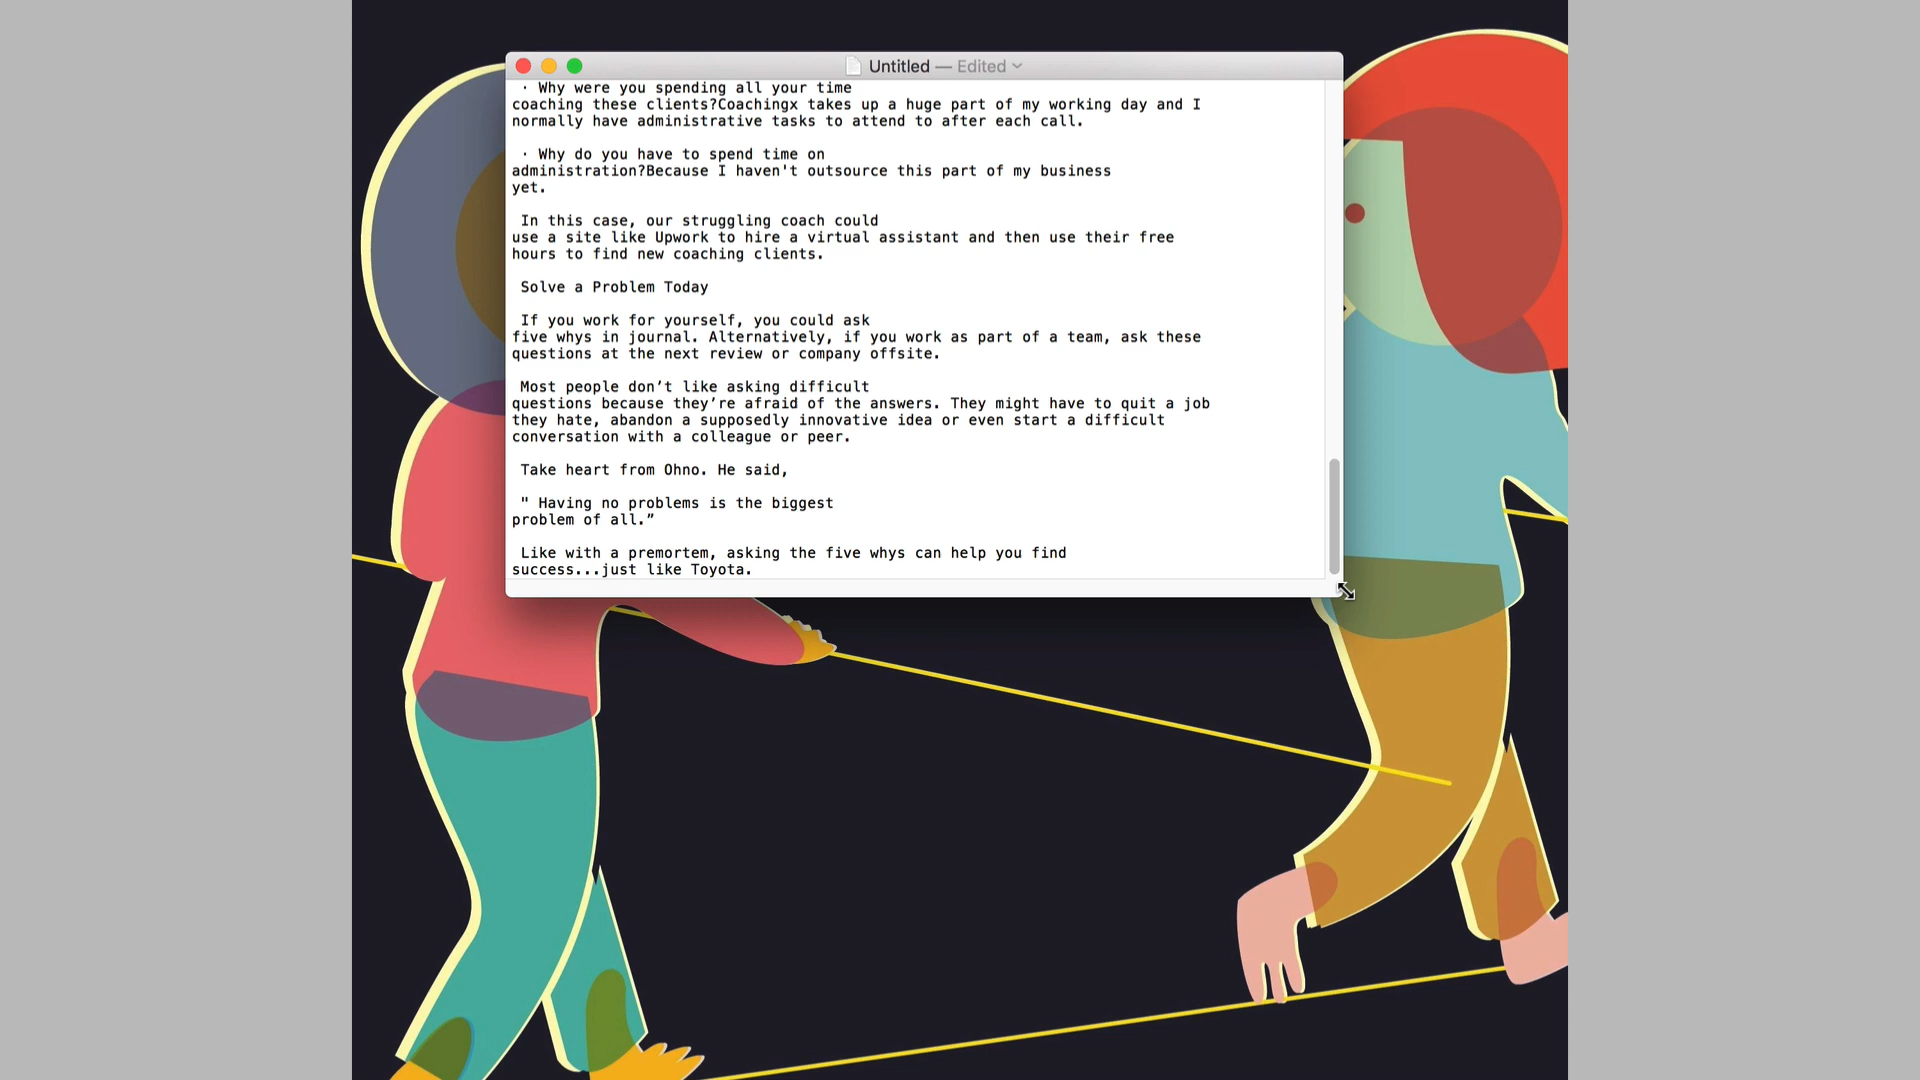 Untitled — Edited
· Why were you spending all your time
coaching these clients?Coachingx takes up a huge part of my working day and I
normally have administrative tasks to attend to after each call.
· Why do you have to spend time on
administration?Because I haven't outsource this part of my business
yet.
In this case, our struggling coach could
use a site like Upwork to hire a virtual assistant and then use their free
hours to find new coaching clients.
Solve a Problem Today
If you work for yourself, you could ask
five whys in journal. Alternatively, if you work as part of a team, ask these
questions at the next review or company offsite.
Most people don’t like asking difficult
questions because they’re afraid of the answers. They might have to quit a job
they hate, abandon a supposedly innovative idea or even start a difficult
conversation with a colleague or peer.
Take heart from Ohno. He said,
" Having no problems is the biggest
problem of all.”
Like with a premortem, asking the five whys can help you find
success...just like Toyota.